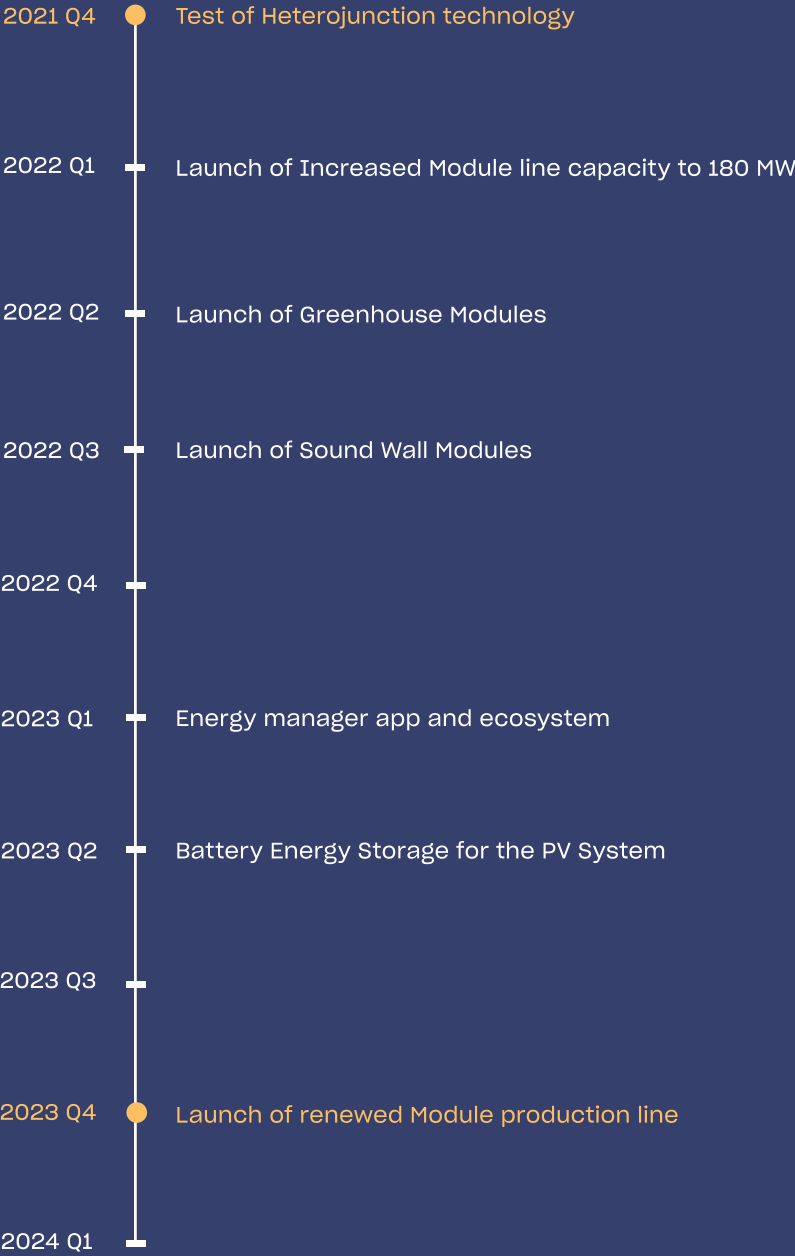 2021 Q4 Test of Heterojunction technology
2022 Q1 Launch of Increased Module line capacity to 180 MW
2022 Q2 Launch of Greenhouse Modules
2022 Q3 Launch of Sound Wall Modules
2022 Q4
2023 Q1 Energy manager app and ecosystem
2023 Q2 Battery Energy Storage for the PV System
2023 Q3
2023 Q4 Launch of renewed Module production line
2024 Q1